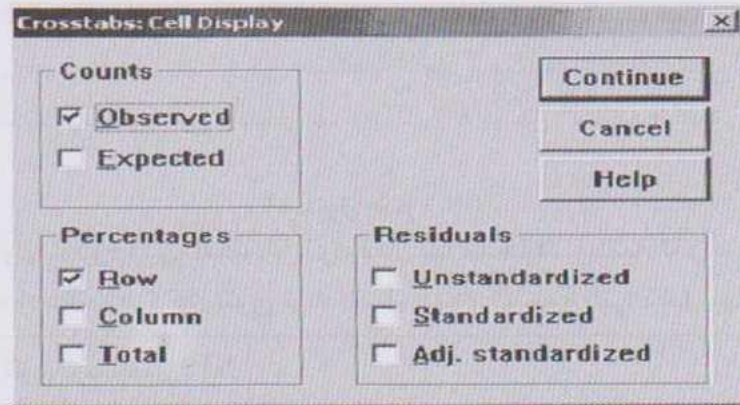 Crosstabs: Cell Display
Counts
Observed
Expected
Continue
Cancel
Help
Percentages
Row
Column
Total
Residuals
Unstandardized
Standardized
Adj. standardized